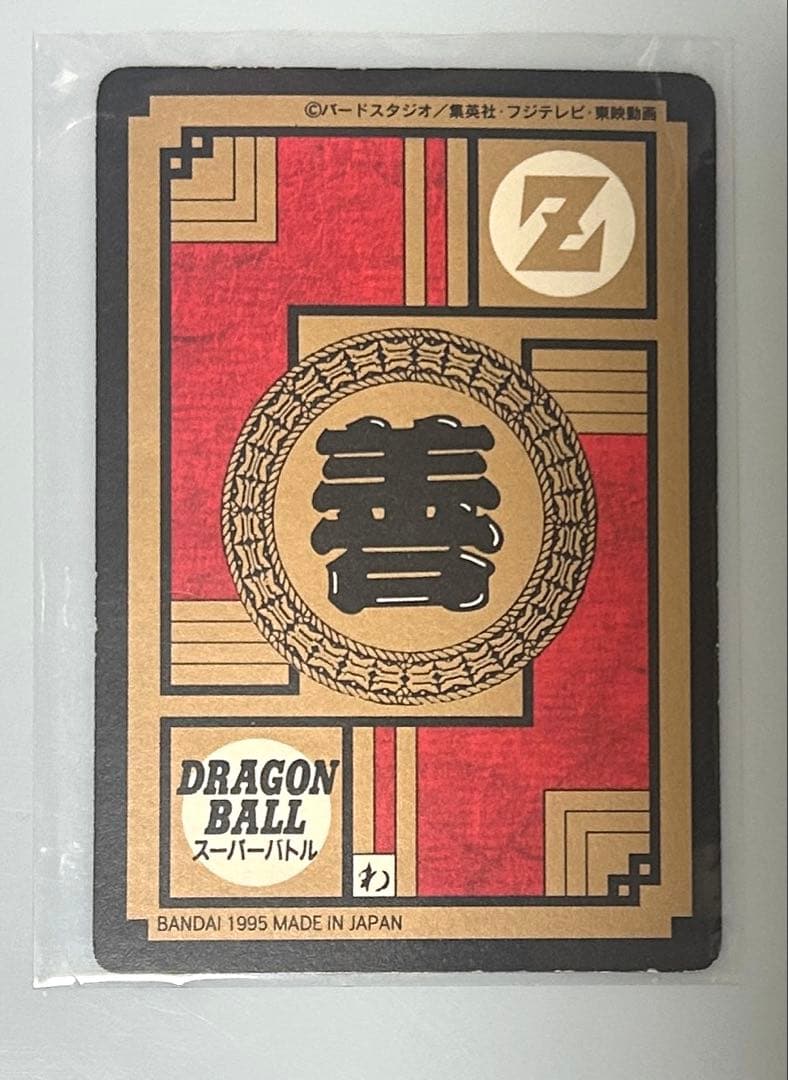 ©バードスタジオ／集英社・フジテレビ・東映動画
Z
善
DRAGON
BALL
スーパーバトル
わ
BANDAI 1995 MADE IN JAPAN